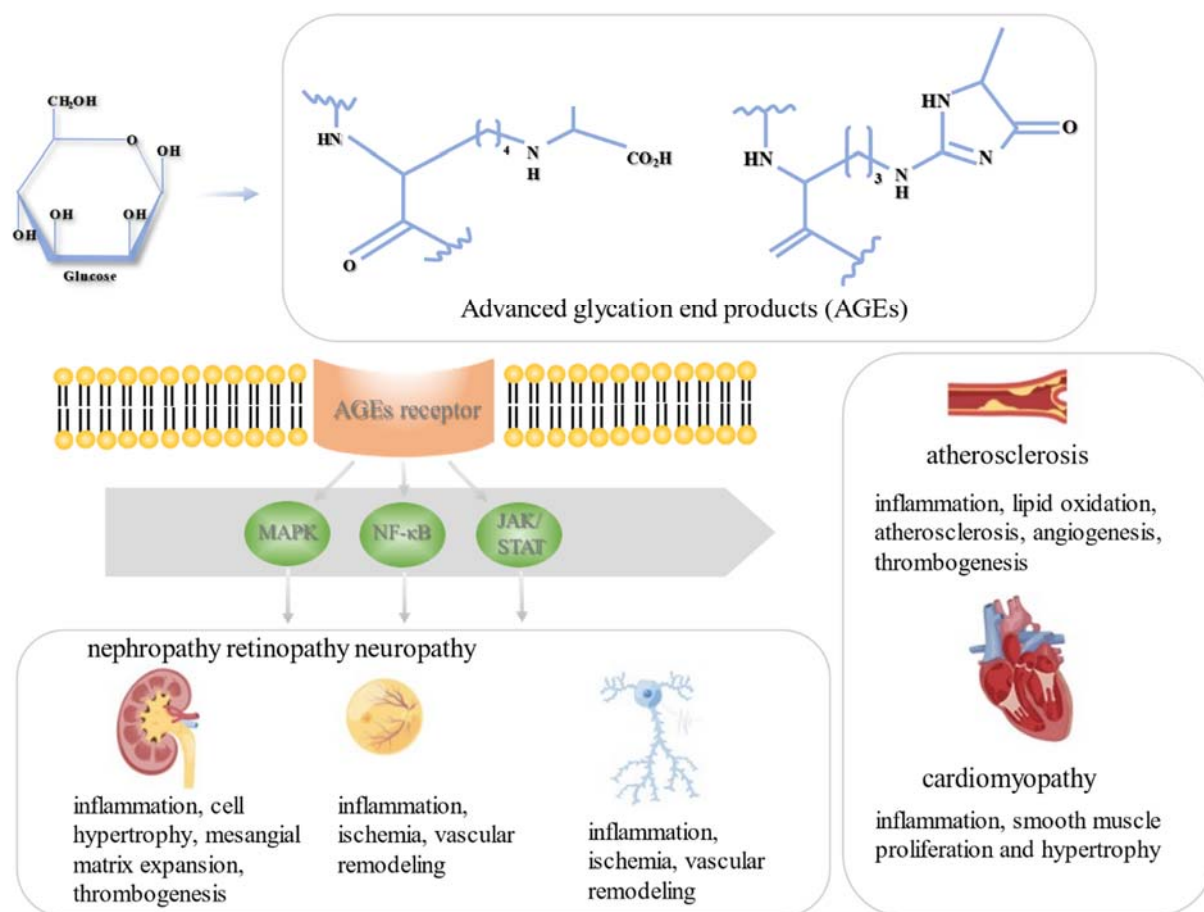 CH₂OH
O
OH
OH
OH
OH
Glucose
HN
4
N
H
CO₂H
O
HN
O
N
HN
3
N
H
Advanced glycation end products (AGEs)
AGEs receptor
MAPK
NF-κB
JAK/
STAT
nephropathy retinopathy neuropathy
inflammation, cell
hypertrophy, mesangial
matrix expansion,
thrombogenesis
inflammation,
ischemia, vascular
remodeling
inflammation,
ischemia, vascular
remodeling
atherosclerosis
inflammation, lipid oxidation,
atherosclerosis, angiogenesis,
thrombogenesis
cardiomyopathy
inflammation, smooth muscle
proliferation and hypertrophy